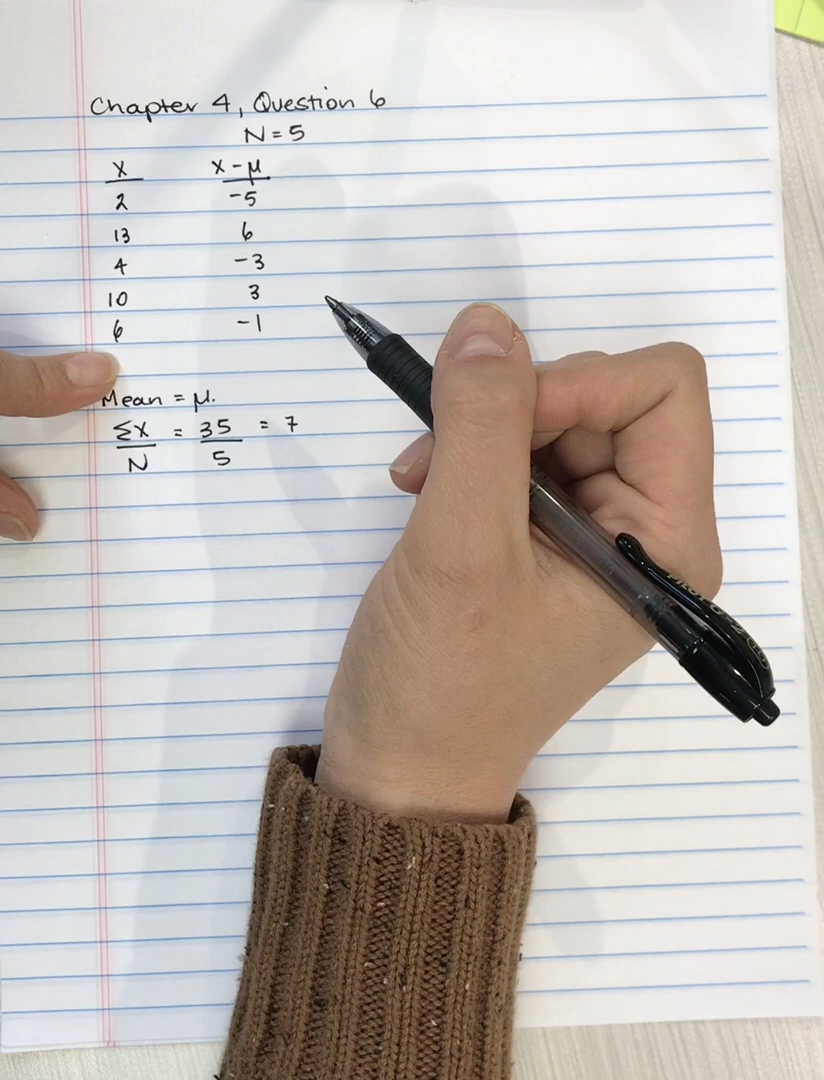 Chapter 4, Question 6
N = 5
X X - μ
2 -5
13 6
4 -3
10 3
6 -1
Mean = μ.
ΣX = 35 = 7
N 5
PILOT